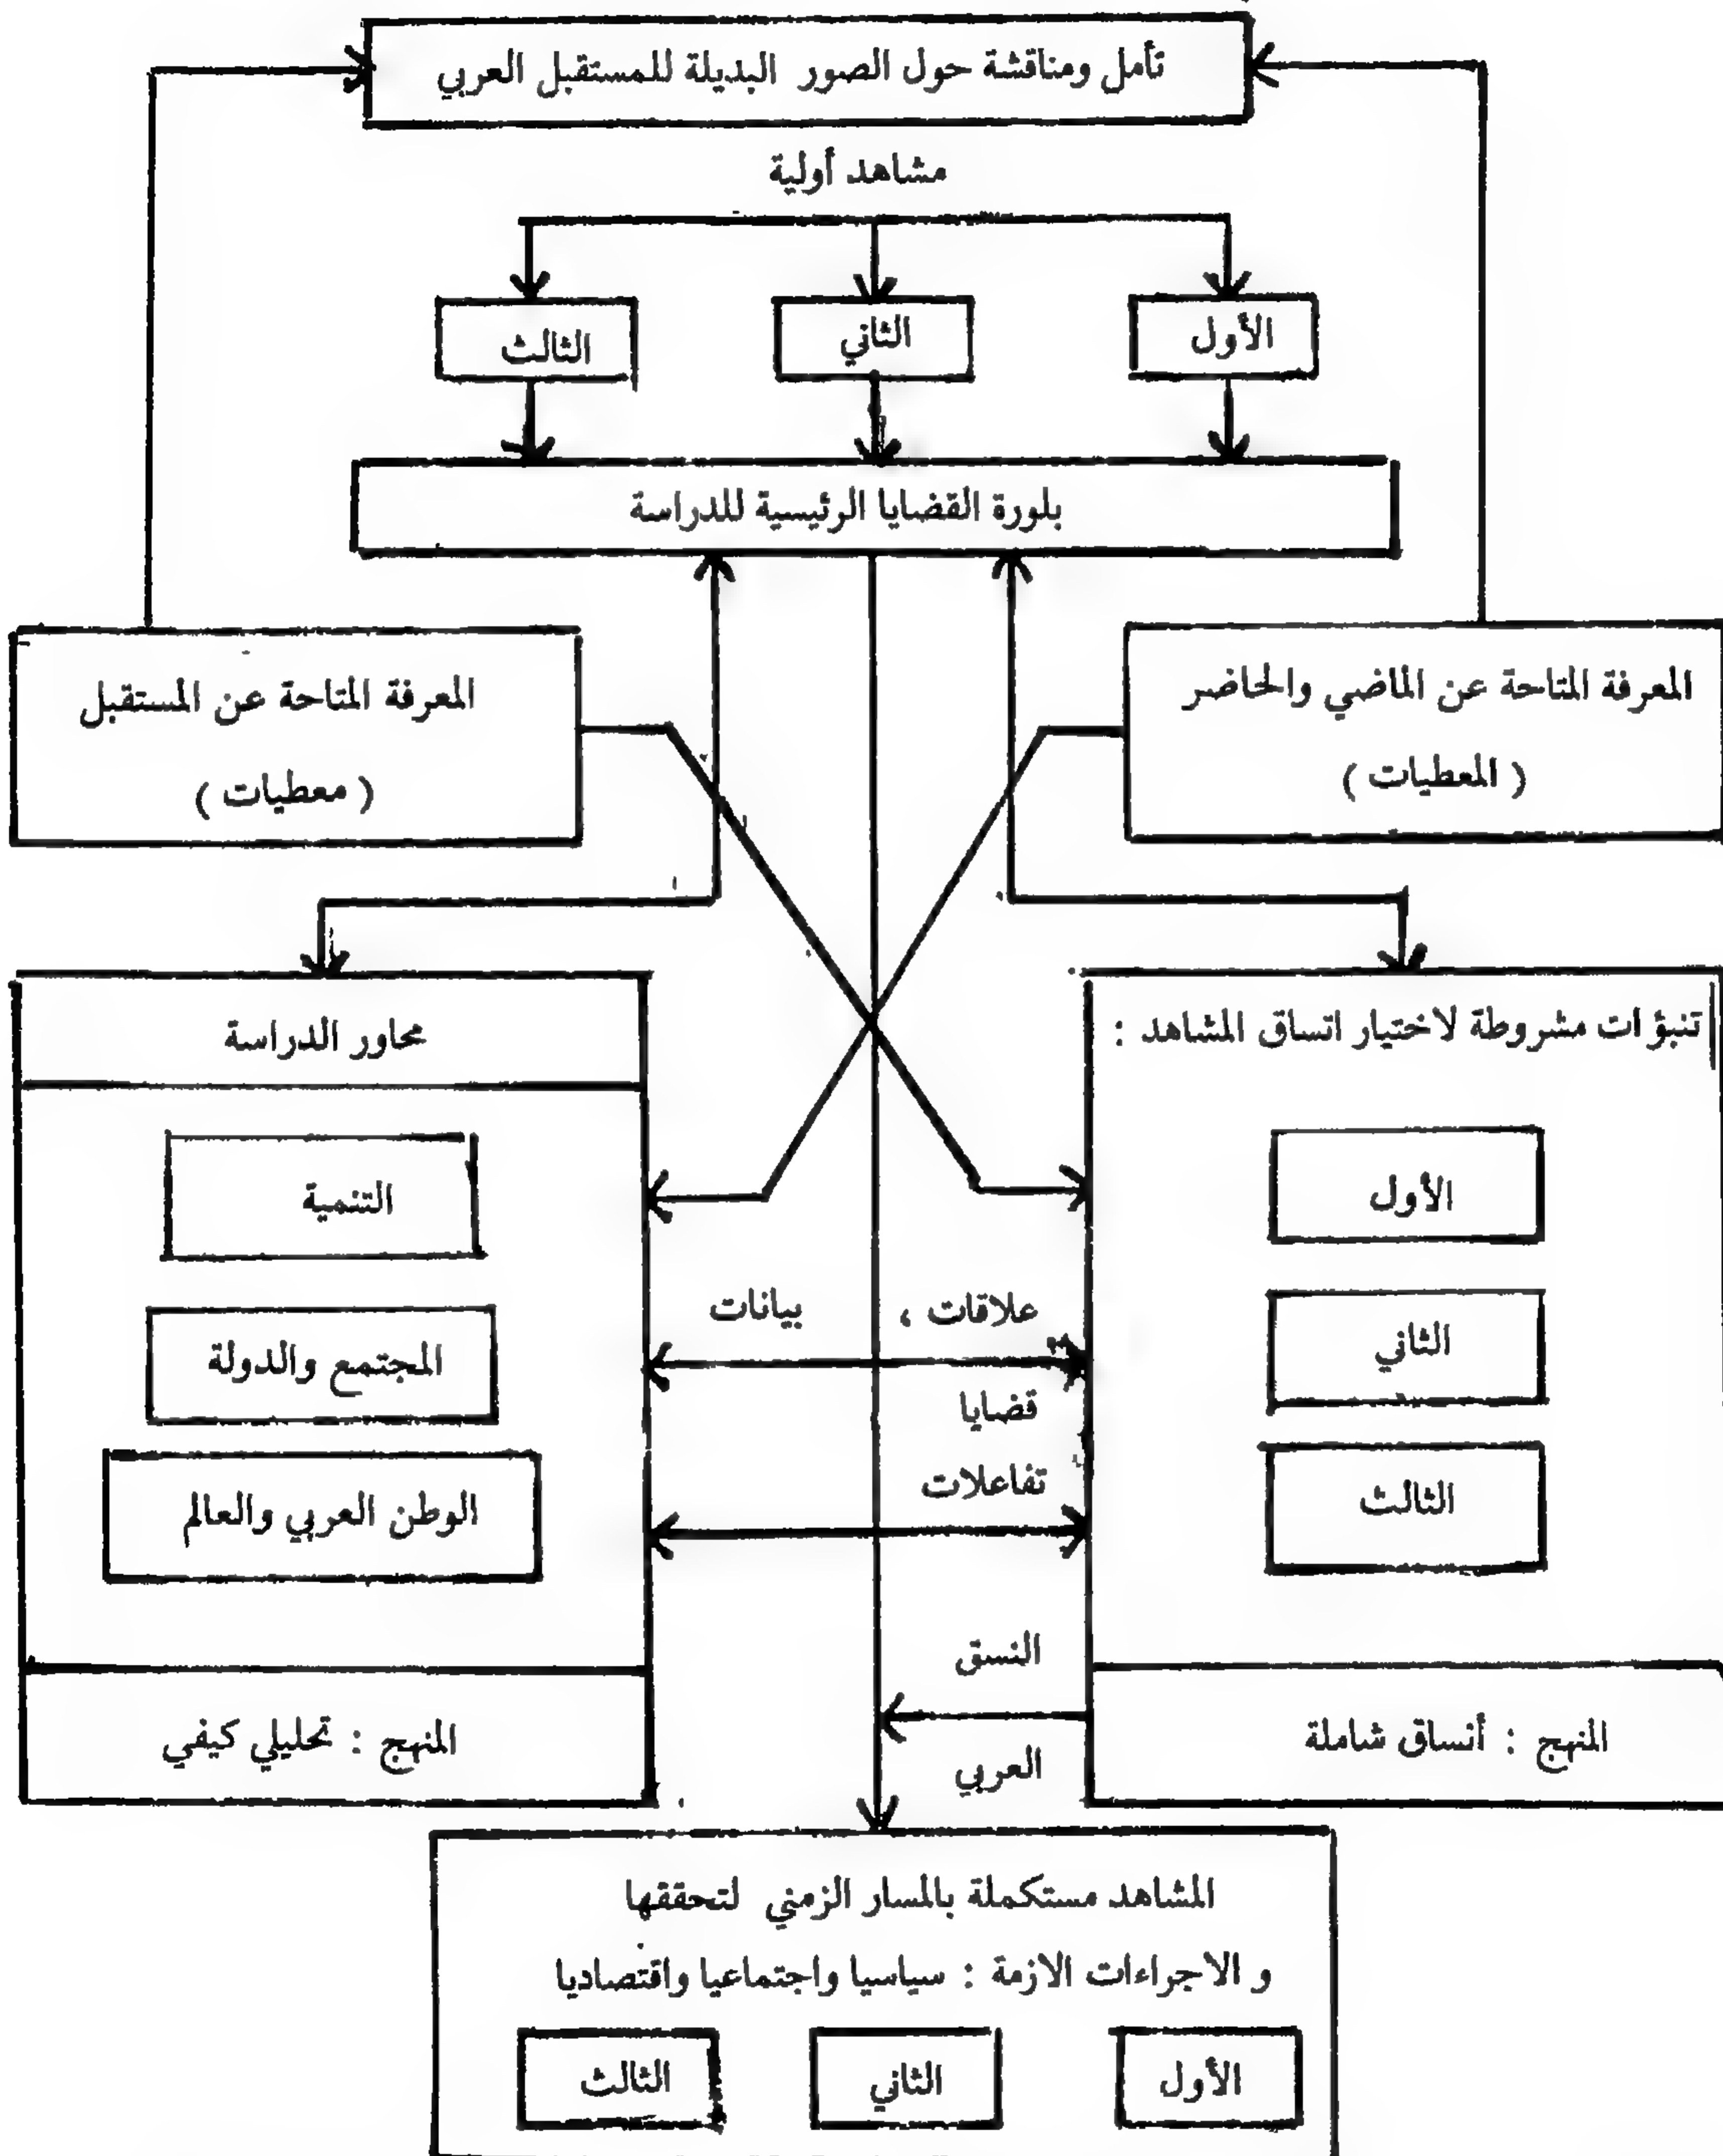 تأمل ومناقشة حول الصور البديلة للمستقبل العربي
مشاهد أولية
الأول
الثاني
الثالث
بلورة القضايا الرئيسية للدراسة
المعرفة المتاحة عن الماضي والحاضر
( المعطيات )
المعرفة المتاحة عن المستقبل
( معطيات )
تنبؤات مشروطة لاختيار اتساق المشاهد :
الأول
الثاني
الثالث
المنهج : أنساق شاملة
علاقات ، بيانات
قضايا
تفاعلات
النسق
العربي
محاور الدراسة
التنمية
المجتمع والدولة
الوطن العربي والعالم
المنهج : تحليلي كيفي
المشاهد مستكملة بالمسار الزمني لتحققها
و الاجراءات الازمة : سياسيا واجتماعيا واقتصاديا
الأول
الثاني
الثالث